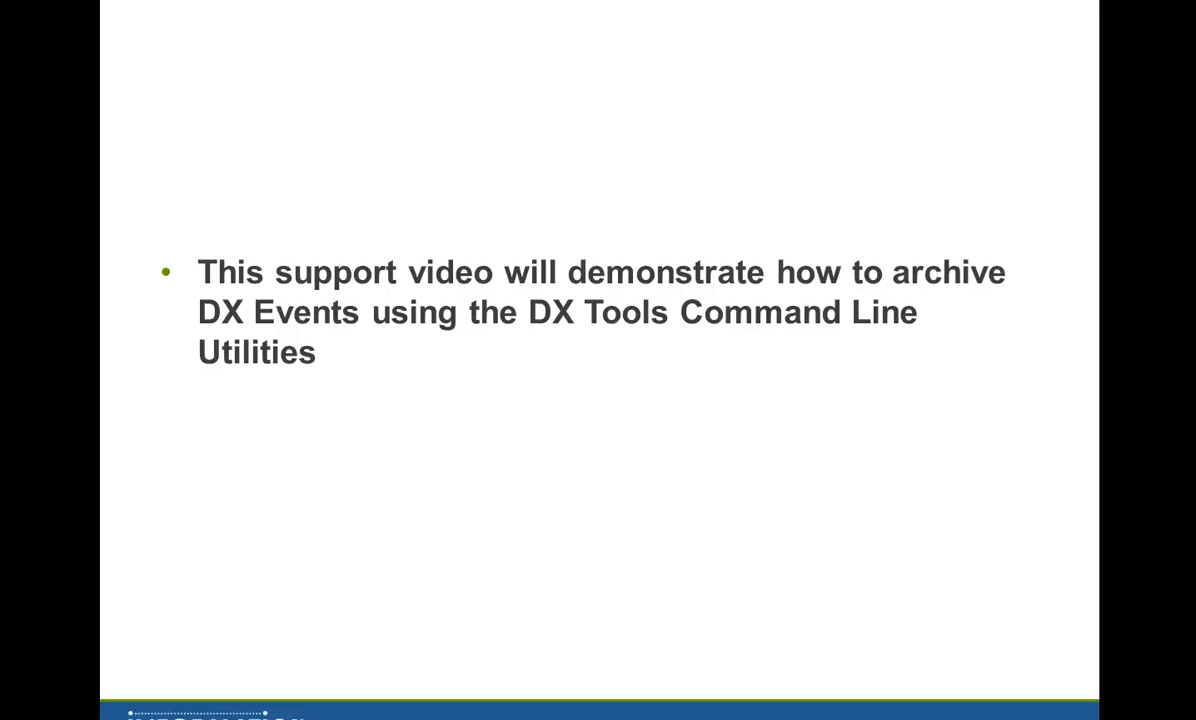 • This support video will demonstrate how to archive
DX Events using the DX Tools Command Line
Utilities